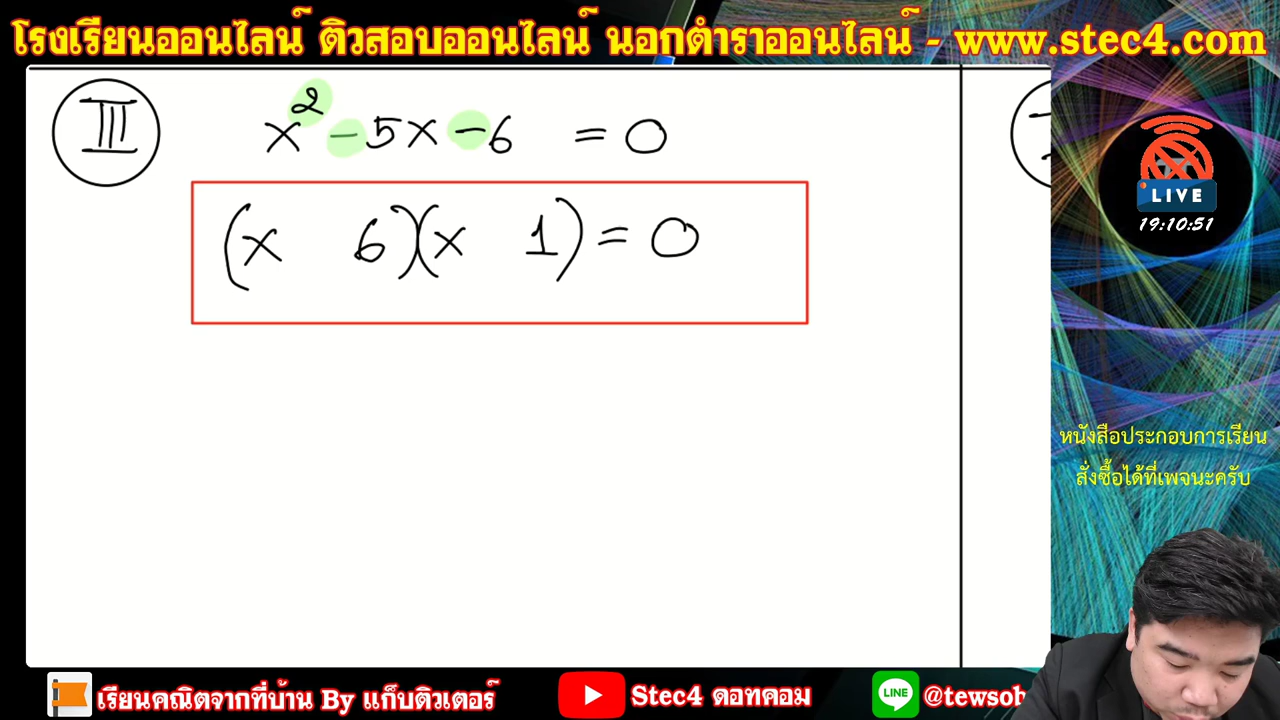 โรงเรียนออนไลน์ ติวสอบออนไลน์ นอกตำราออนไลน์ - www.stec4.com
III
x² - 5x - 6 = 0
(x 6)(x 1) = 0
LIVE
19:10:51
หนังสือประกอบการเรียน
สั่งซื้อได้ที่เพจนะครับ
เรียนคณิตจากที่บ้าน By แก็บติวเตอร์
Stec4 ดอทคอม
LINE
@tewsob